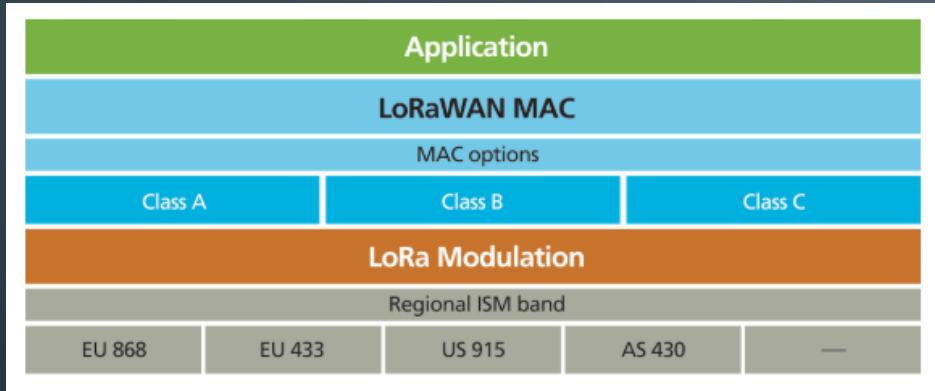 Application
LoRaWAN MAC
MAC options
Class A Class B Class C
LoRa Modulation
Regional ISM band
EU 868 EU 433 US 915 AS 430 —